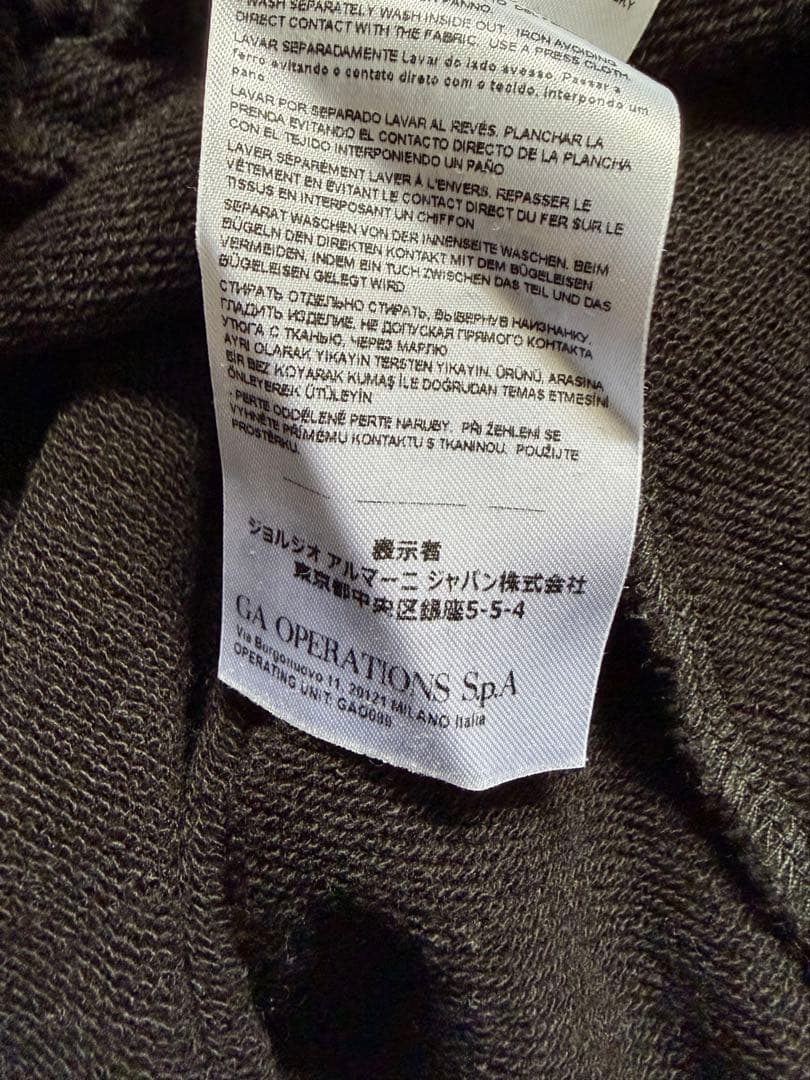 PANNO.
WASH SEPARATELY WASH INSIDE OUT. IRON AVOIDING
DIRECT CONTACT WITH THE FABRIC. USE A PRESS CLOTH.
LAVAR SEPARADAMENTE Lavar do lado avesso. Passar a
ferro evitando o contato direto com o tecido, interpondo um
pano.
LAVAR POR SEPARADO LAVAR AL REVÉS. PLANCHAR LA
PRENDA EVITANDO EL CONTACTO DIRECTO DE LA PLANCHA
CON EL TEJIDO INTERPONIENDO UN PAÑO
LAVER SÉPARÉMENT LAVER À L'ENVERS. REPASSER LE
VÊTEMENT EN ÉVITANT LE CONTACT DIRECT DU FER SUR LE
TISSUS EN INTERPOSANT UN CHIFFON
SEPARAT WASCHEN VON DER INNENSEITE WASCHEN. BEIM
BÜGELN DEN DIREKTEN KONTAKT MIT DEM BÜGELEISEN
VERMEIDEN, INDEM EIN TUCH ZWISCHEN DAS TEIL UND DAS
BÜGELEISEN GELEGT WIRD
СТИРАТЬ ОТДЕЛЬНО СТИРАТЬ, ВЫВЕРНУВ НАИЗНАНКУ.
ГЛАДИТЬ ИЗДЕЛИЕ, НЕ ДОПУСКАЯ ПРЯМОГО КОНТАКТА
УТЮГА С ТКАНЬЮ, ЧЕРЕЗ МАРЛЮ
AYRI OLARAK YIKAYIN TERSTEN YIKAYIN. ÜRÜNÜ, ARASINA
BİR BEZ KOYARAK KUMAŞ İLE DOĞRUDAN TEMAS ETMESİNİ
ÖNLEYEREK ÜTÜLEYİN
· PERTE ODDĚLENĚ PERTE NARUBY. PŘI ŽEHLENÍ SE
VYHNĚTE PŘÍMÉMU KONTAKTU S TKANINOU. POUŽIJTE
PROSTĚRKU.
表示者
ジョルジオ アルマーニ ジャパン株式会社
東京都中央区銀座5-5-4
GA OPERATIONS S.p.A
Via Borgonuovo 11, 20121 MILANO Italia
OPERATING UNIT: GAO089